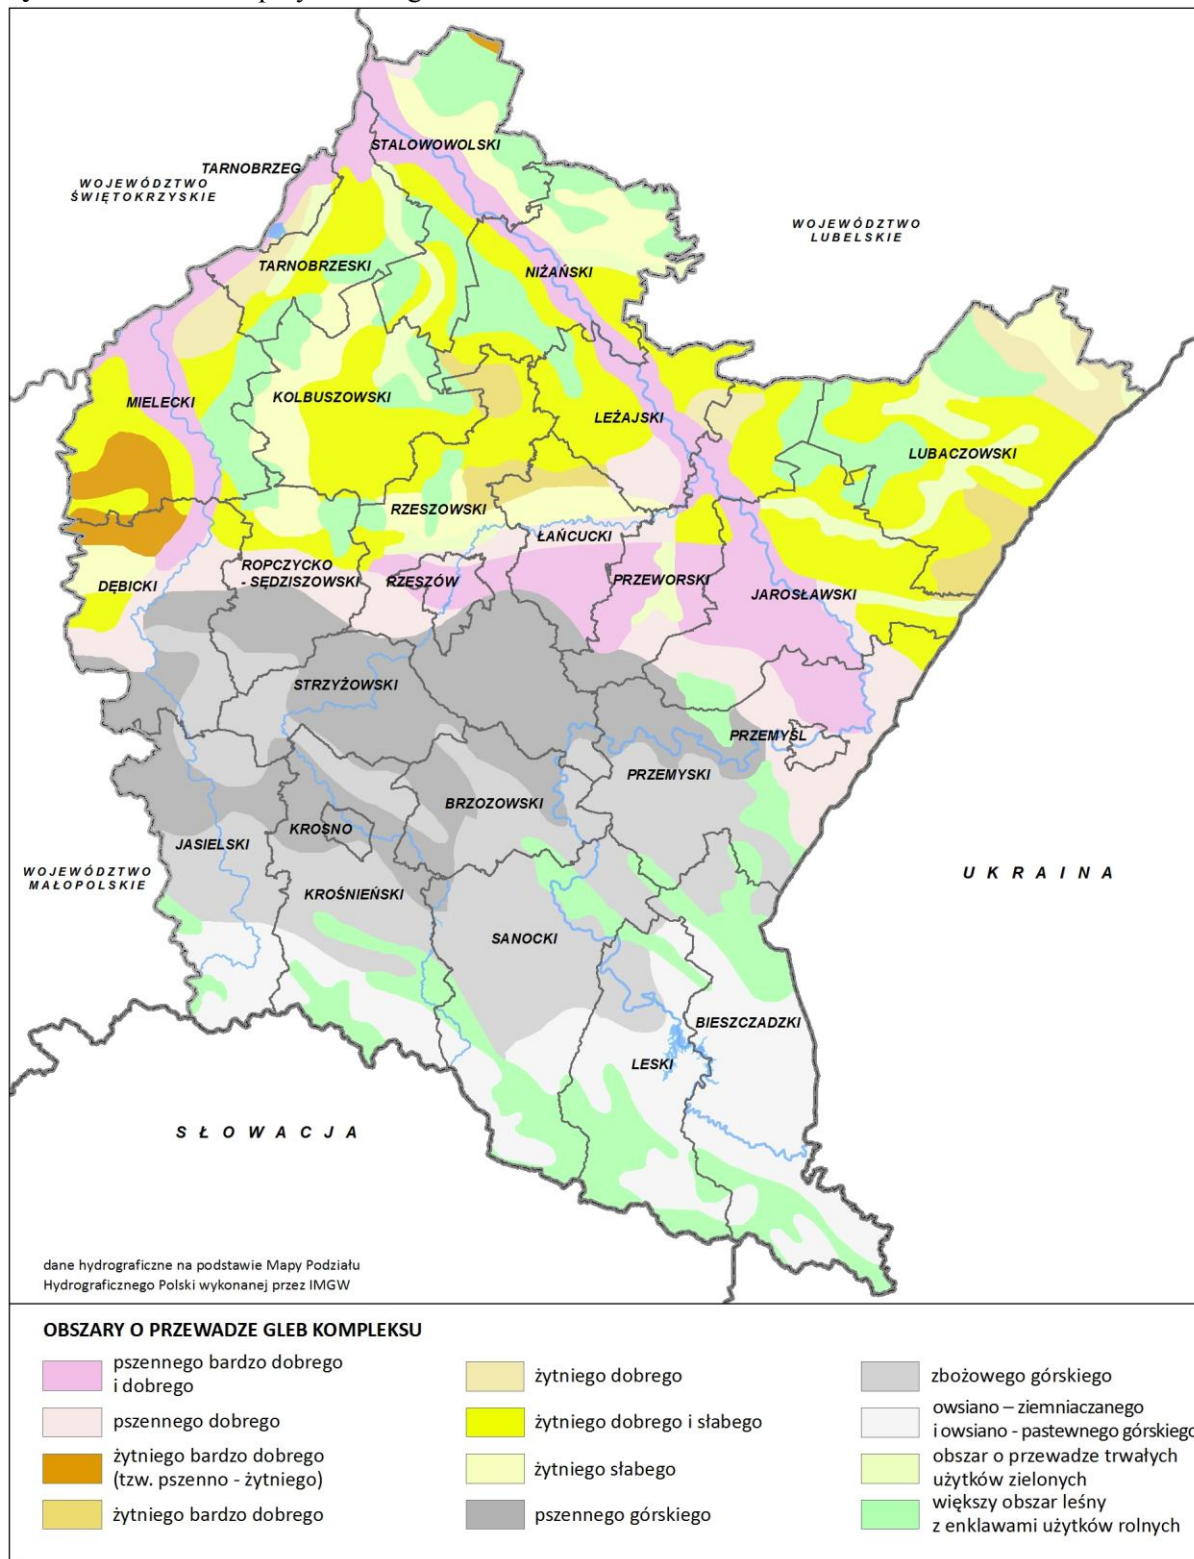 STALOWOWOLSKI
TARNOBRZEG
WOJEWÓDZTWO
ŚWIĘTOKRZYSKIE
WOJEWÓDZTWO
LUBELSKIE
TARNOBRZESKI
NIŻAŃSKI
MIELECKI
KOLBUSZOWSKI
LEŻAJSKI
LUBACZOWSKI
RZESZOWSKI
ŁAŃCUCKI
ROPCZYCKO
- SĘDZISZOWSKI
DĘBICKI
RZESZÓW
PRZEWORSKI
JAROSŁAWSKI
STRZYŻOWSKI
PRZEMYŚL
PRZEMYSKI
BRZOZOWSKI
KROSNO
JASIELSKI
WOJEWÓDZTWO
MAŁOPOLSKIE
UKRAINA
KROŚNIEŃSKI
SANOCKI
BIESZCZADZKI
LESKI
SŁOWACJA
dane hydrograficzne na podstawie Mapy Podziału
Hydrograficznego Polski wykonanej przez IMGW
OBSZARY O PRZEWADZE GLEB KOMPLEKSU
pszennego bardzo dobrego
i dobrego
pszennego dobrego
żytniego bardzo dobrego
(tzw. pszenno - żytniego)
żytniego bardzo dobrego
żytniego dobrego
żytniego dobrego i słabego
żytniego słabego
pszennego górskiego
zbożowego górskiego
owsiano – ziemniaczanego
i owsiano - pastewnego górskiego
obszar o przewadze trwałych
użytków zielonych
większy obszar leśny
z enklawami użytków rolnych